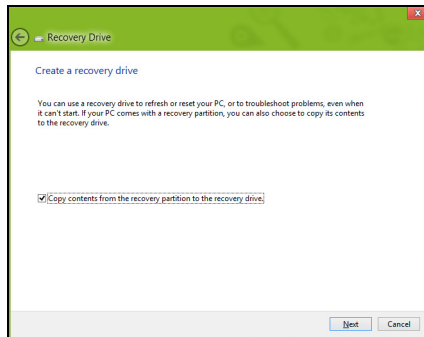 Recovery Drive
Create a recovery drive
You can use a recovery drive to refresh or reset your PC, or to troubleshoot problems, even when
it can't start. If your PC comes with a recovery partition, you can also choose to copy its contents
to the recovery drive.
Copy contents from the recovery partition to the recovery drive.
Next Cancel